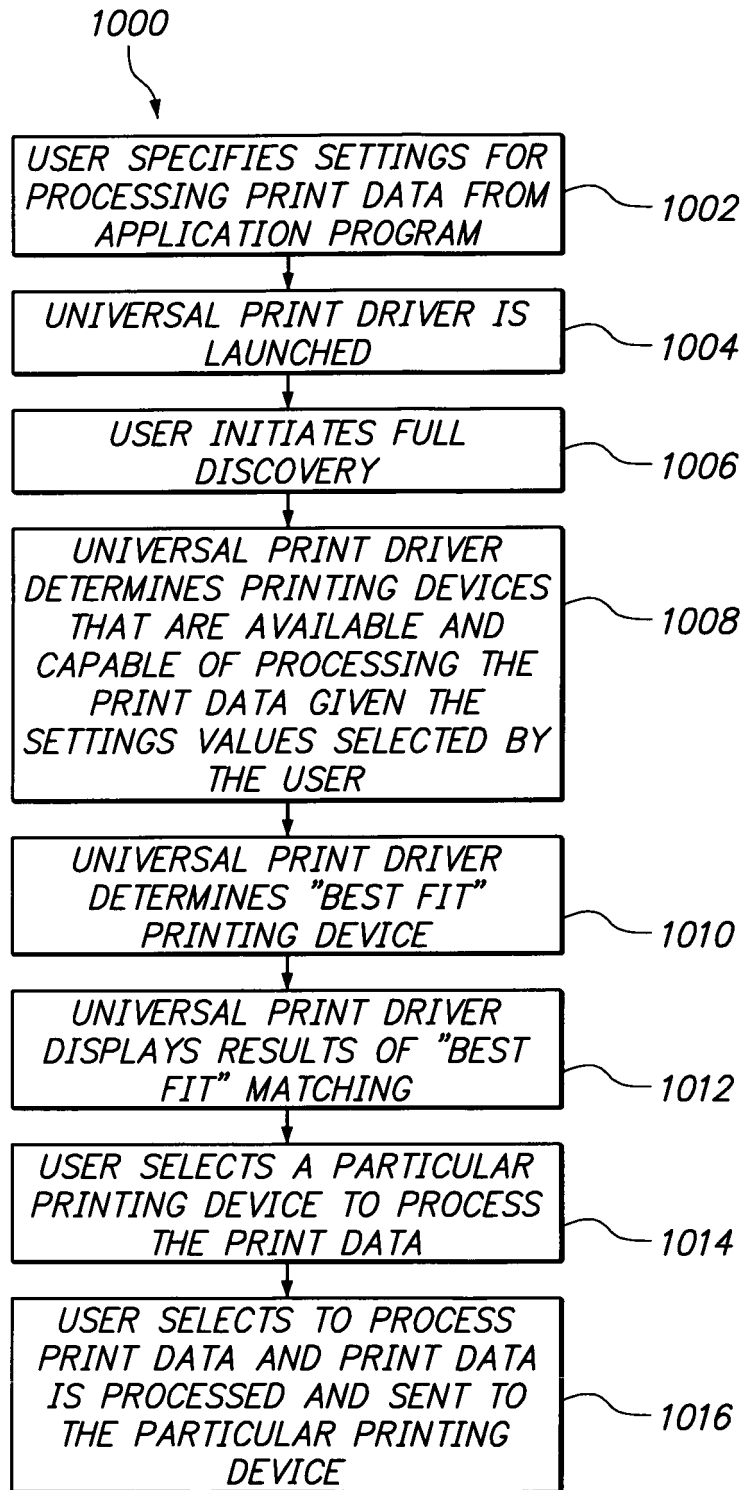 1000
USER SPECIFIES SETTINGS FOR
PROCESSING PRINT DATA FROM
APPLICATION PROGRAM
1002
UNIVERSAL PRINT DRIVER IS
LAUNCHED
1004
USER INITIATES FULL
DISCOVERY
1006
UNIVERSAL PRINT DRIVER
DETERMINES PRINTING DEVICES
THAT ARE AVAILABLE AND
CAPABLE OF PROCESSING THE
PRINT DATA GIVEN THE
SETTINGS VALUES SELECTED BY
THE USER
1008
UNIVERSAL PRINT DRIVER
DETERMINES "BEST FIT"
PRINTING DEVICE
1010
UNIVERSAL PRINT DRIVER
DISPLAYS RESULTS OF "BEST
FIT" MATCHING
1012
USER SELECTS A PARTICULAR
PRINTING DEVICE TO PROCESS
THE PRINT DATA
1014
USER SELECTS TO PROCESS
PRINT DATA AND PRINT DATA
IS PROCESSED AND SENT TO
THE PARTICULAR PRINTING
DEVICE
1016